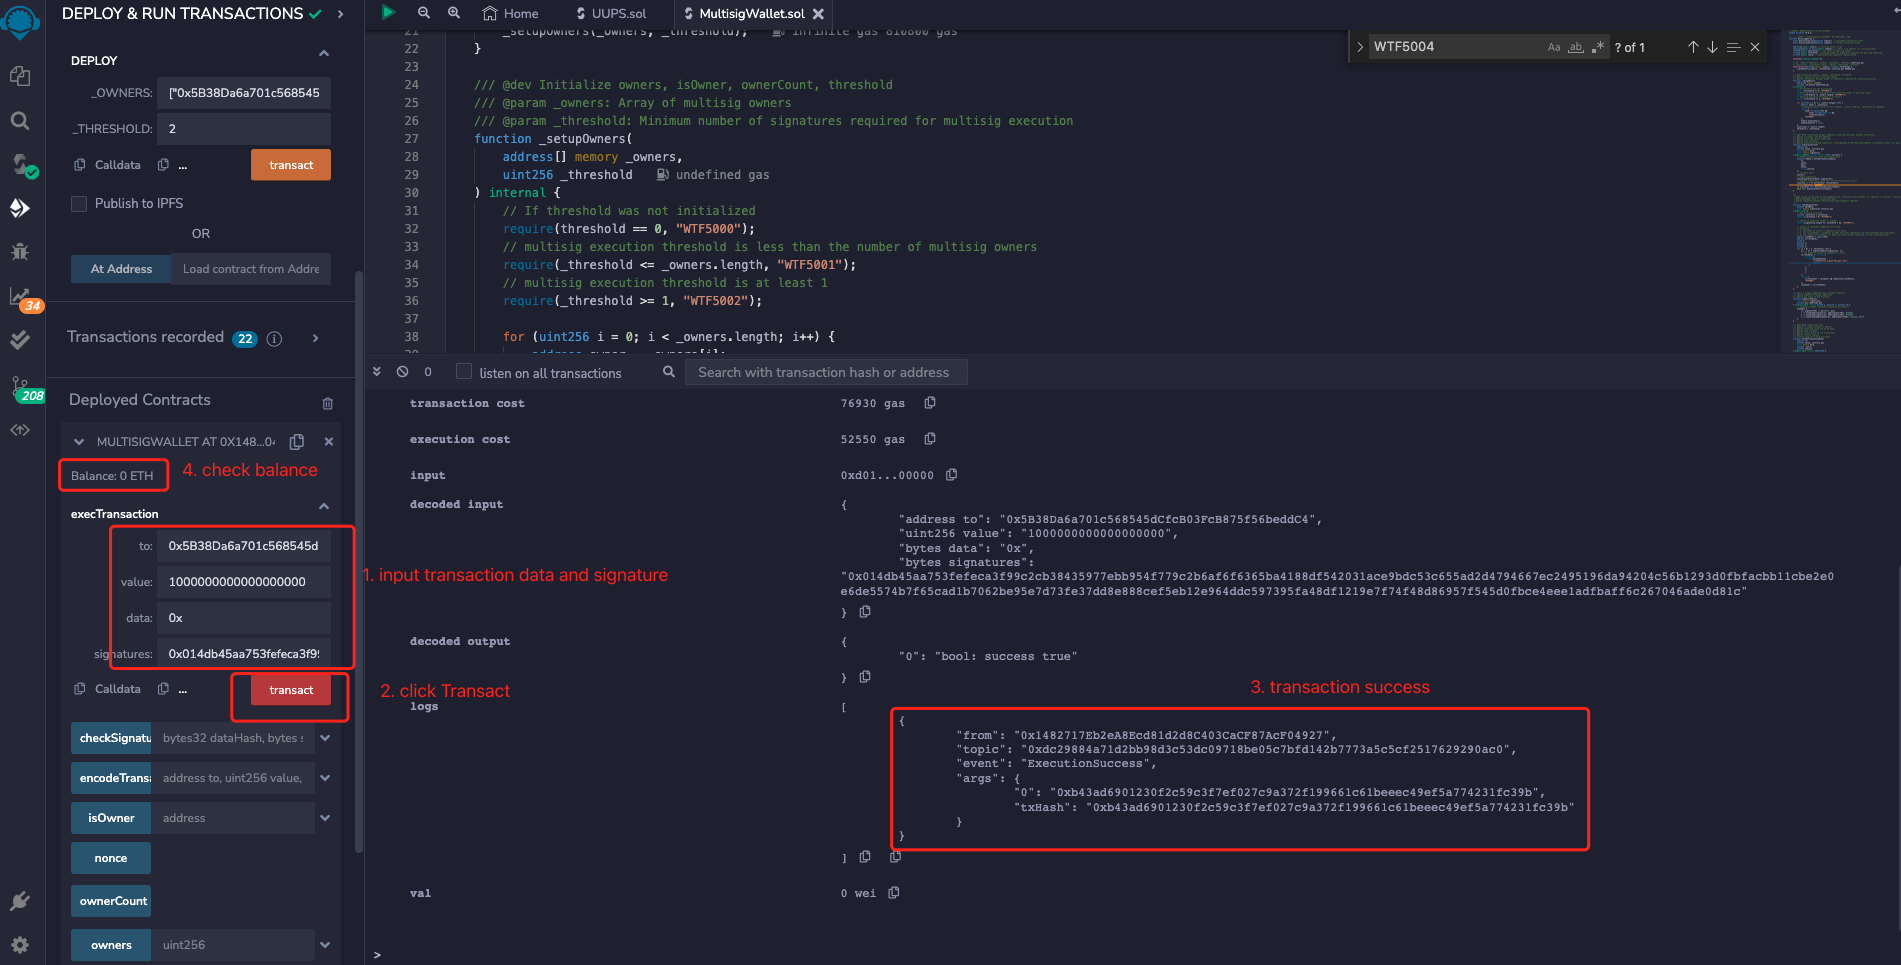 DEPLOY & RUN TRANSACTIONS
DEPLOY
_OWNERS: ["0x5B38Da6a701c568545
_THRESHOLD: 2
Calldata ... transact
Publish to IPFS
OR
At Address Load contract from Addre
Transactions recorded 22
Deployed Contracts
MULTISIGWALLET AT 0X148...04
Balance: 0 ETH 4. check balance
execTransaction
to: 0x5B38Da6a701c568545d
value: 1000000000000000000
data: 0x
signatures:
Calldata ... transact
checkSignatu bytes32 dataHash, bytes s
encodeTransa address to, uint256 value,
isOwner address
nonce
ownerCount
owners uint256
34
208
Home UUPS.sol MultisigWallet.sol
21 _setupOwners(_owners, _threshold); infinite gas 810800 gas
22 }
23
24 /// @dev Initialize owners, isOwner, ownerCount, threshold
25 /// @param _owners: Array of multisig owners
26 /// @param _threshold: Minimum number of signatures required for multisig execution
27 function _setupOwners(
28 address[] memory _owners,
29 uint256 _threshold undefined gas
30 ) internal {
31 // If threshold was not initialized
32 require(threshold == 0, "WTF5000");
33 // multisig execution threshold is less than the number of multisig owners
34 require(_threshold <= _owners.length, "WTF5001");
35 // multisig execution threshold is at least 1
36 require(_threshold >= 1, "WTF5002");
37
38 for (uint256 i = 0; i < _owners.length; i++) {
WTF5004 Aa ab ? of 1
0 listen on all transactions Search with transaction hash or address
transaction cost 76930 gas
execution cost 52550 gas
input 0xd01...00000
decoded input {
"address to": "0x5B38Da6a701c568545dCfcB03FcB875f56beddC4",
"uint256 value": "1000000000000000000",
"bytes data": "0x",
"bytes signatures":
1. input transaction data and signature
"0x014db45aa753fefeca3f99c2cb38435977ebb954f779c2b6af6f6365ba4188df542031ace9bdc53c655ad2d4794667ec2495196da94204c56b1293d0fbfacbb11cbe2e0
e6de5574b7f65cad1b7062be95e7d73fe37dd8e888cef5eb12e964ddc597395fa48df1219e7f74f48d86957f545d0fbce4eee1adfbaff6c267046ade0d81c"
}
decoded output {
"0": "bool: success true"
}
2. click Transact
3. transaction success
logs [
{
"from": "0x1482717Eb2eA8Ecd81d2d8C403CaCF87AcF04927",
"topic": "0xdc29884a71d2bb98d3c53dc09718be05c7bfd142b7773a5c5cf2517629290ac0",
"event": "ExecutionSuccess",
"args": {
"0": "0xb43ad6901230f2c59c3f7ef027c9a372f199661c61beeec49ef5a774231fc39b",
"txHash": "0xb43ad6901230f2c59c3f7ef027c9a372f199661c61beeec49ef5a774231fc39b"
}
}
]
val 0 wei
>